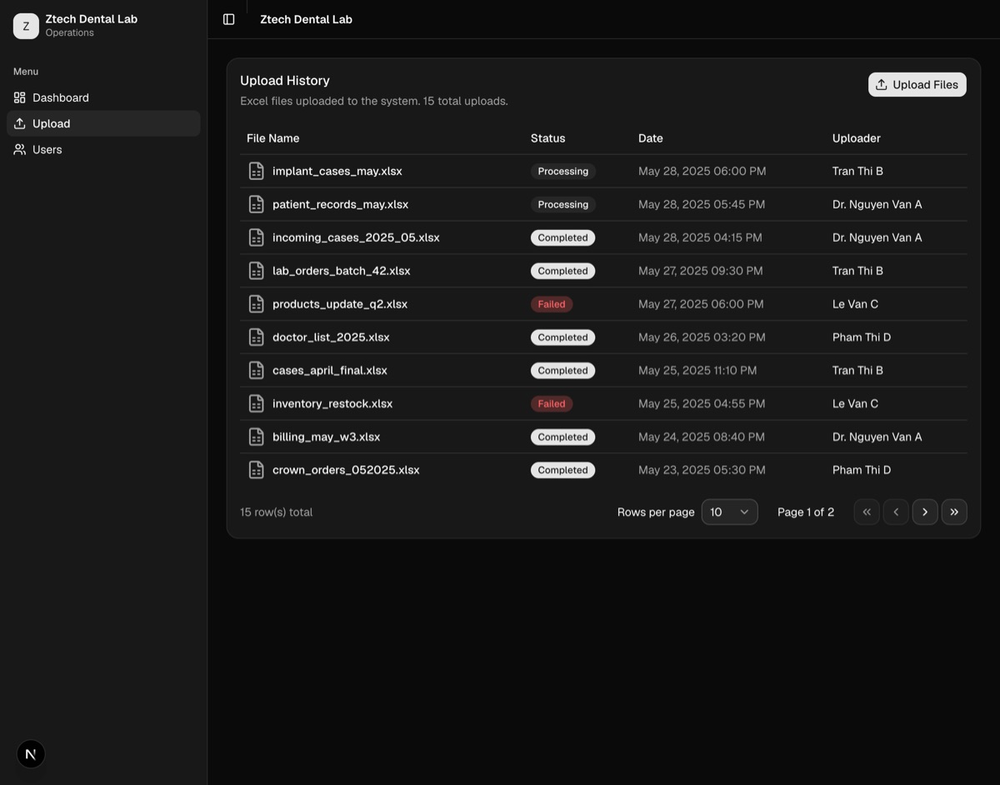 Z
Ztech Dental Lab
Operations
Menu
Dashboard
Upload
Users
Ztech Dental Lab
Upload History
Excel files uploaded to the system. 15 total uploads.
Upload Files
File Name Status Date Uploader
implant_cases_may.xlsx Processing May 28, 2025 06:00 PM Tran Thi B
patient_records_may.xlsx Processing May 28, 2025 05:45 PM Dr. Nguyen Van A
incoming_cases_2025_05.xlsx Completed May 28, 2025 04:15 PM Dr. Nguyen Van A
lab_orders_batch_42.xlsx Completed May 27, 2025 09:30 PM Tran Thi B
products_update_q2.xlsx Failed May 27, 2025 06:00 PM Le Van C
doctor_list_2025.xlsx Completed May 26, 2025 03:20 PM Pham Thi D
cases_april_final.xlsx Completed May 25, 2025 11:10 PM Tran Thi B
inventory_restock.xlsx Failed May 25, 2025 04:55 PM Le Van C
billing_may_w3.xlsx Completed May 24, 2025 08:40 PM Dr. Nguyen Van A
crown_orders_052025.xlsx Completed May 23, 2025 05:30 PM Pham Thi D
15 row(s) total Rows per page 10 Page 1 of 2
N